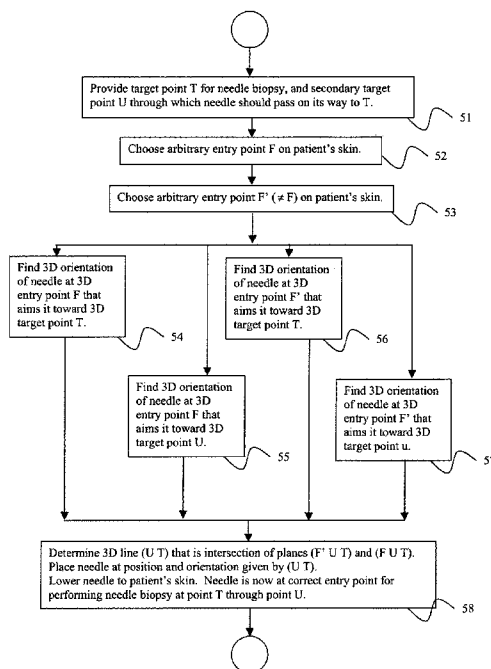 Provide target point T for needle biopsy, and secondary target
point U through which needle should pass on its way to T.
51
Choose arbitrary entry point F on patient's skin.
52
Choose arbitrary entry point F' (≠ F) on patient's skin.
53
Find 3D orientation
of needle at 3D
entry point F that
aims it toward 3D
target point T.
54
Find 3D orientation
of needle at 3D
entry point F' that
aims it toward 3D
target point T.
56
Find 3D orientation
of needle at 3D
entry point F that
aims it toward 3D
target point U.
55
Find 3D orientation
of needle at 3D
entry point F' that
aims it toward 3D
target point u.
Determine 3D line (U T) that is intersection of planes (F' U T) and (F U T).
Place needle at position and orientation given by (U T).
Lower needle to patient's skin. Needle is now at correct entry point for
performing needle biopsy at point T through point U.
58